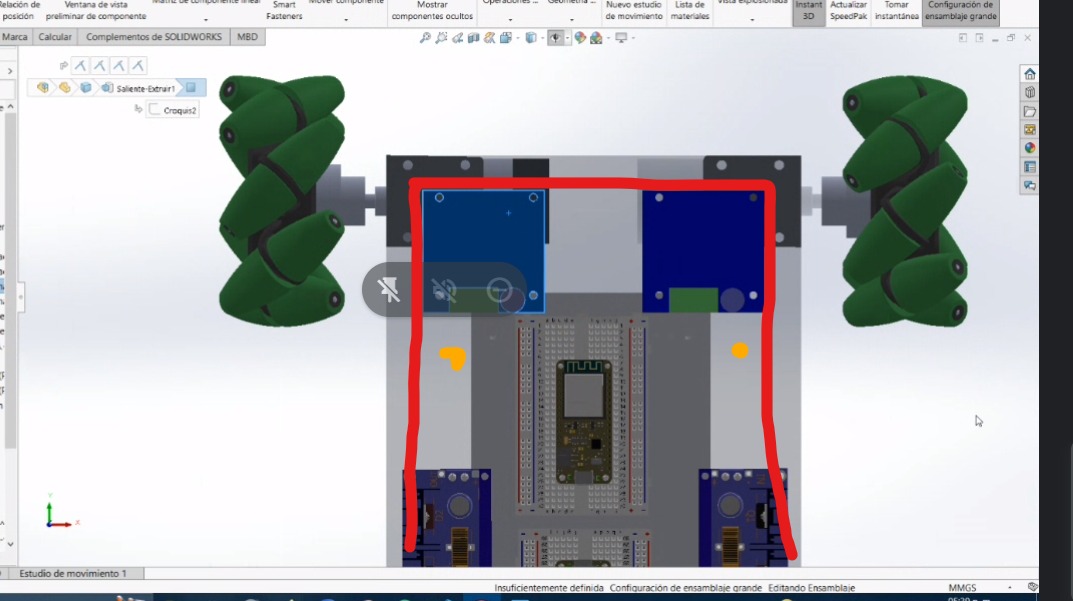 Relación de
posición
Ventana de vista
preliminar de componente
Matriz de componente lineal
Smart
Fasteners
Mover componente
Mostrar
componentes ocultos
Operaciones ...
Geometría ...
Nuevo estudio
de movimiento
Lista de
materiales
Vista explosionada
Instant
3D
Actualizar
SpeedPak
Tomar
instantánea
Configuración de
ensamblaje grande
Marca
Calcular
Complementos de SOLIDWORKS
MBD
Saliente-Extruir1
Croquis2
Y
X
Estudio de movimiento 1
Insuficientemente definida
Configuración de ensamblaje grande
Editando Ensamblaje
MMGS